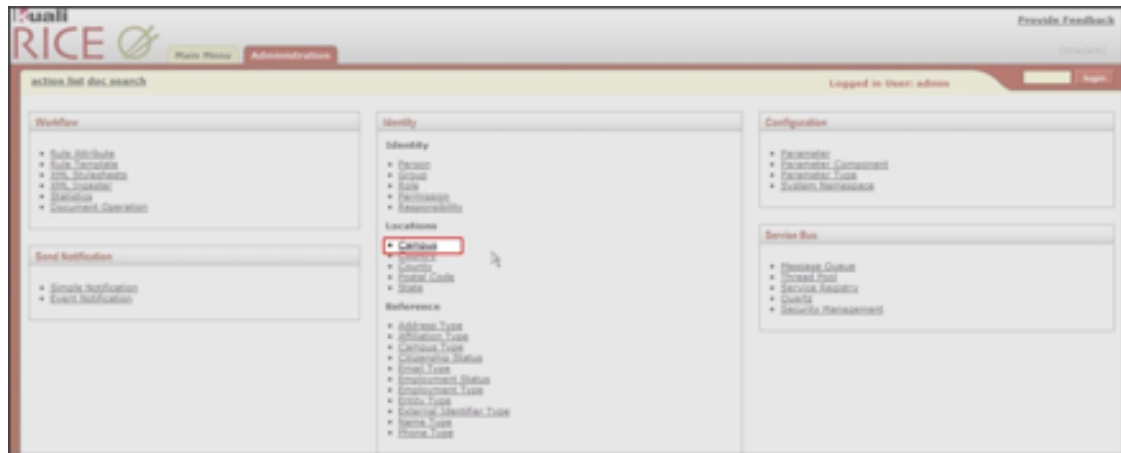 Kuali
RICE
Main Menu
Administration
Provide Feedback
action list doc search
Logged in User: admin
login
Workflow
Rule Attribute
Rule Template
XML Stylesheets
XML Ingester
Statistics
Document Operation
Send Notification
Simple Notification
Event Notification
Identity
Identity
Person
Group
Role
Permission
Responsibility
Locations
Campus
Country
County
Postal Code
State
Reference
Address Type
Affiliation Type
Campus Type
Citizenship Status
Email Type
Employment Status
Employment Type
Entity Type
External Identifier Type
Name Type
Phone Type
Configuration
Parameter
Parameter Component
Parameter Type
System Namespace
Service Bus
Message Queue
Thread Pool
Service Registry
Quartz
Security Management